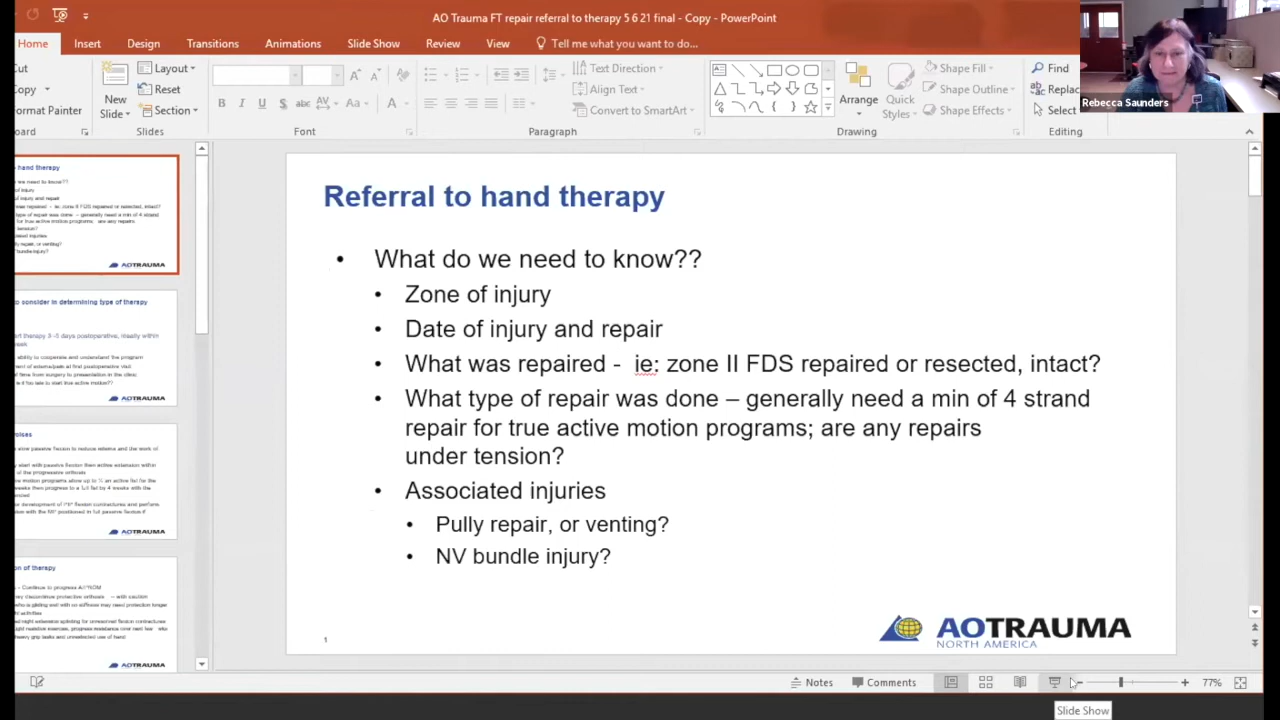 AO Trauma FT repair referral to therapy 5 6 21 final - Copy - PowerPoint
Rebecca Saunders
Home Insert Design Transitions Animations Slide Show Review View Tell me what you want to do...
Layout
Reset
Section
New
Slide
Format Painter
Slides
Text Direction
Align Text
Convert to SmartArt
Font
Paragraph
Arrange
Quick
Styles
Shape Fill
Shape Outline
Shape Effects
Drawing
Find
Select
Editing
Referral to hand therapy
• What do we need to know??
• Zone of injury
• Date of injury and repair
• What was repaired - ie: zone II FDS repaired or resected, intact?
• What type of repair was done – generally need a min of 4 strand
repair for true active motion programs; are any repairs
under tension?
• Associated injuries
• Pully repair, or venting?
• NV bundle injury?
1
AOTRAUMA
NORTH AMERICA
Notes Comments 77%
Slide Show